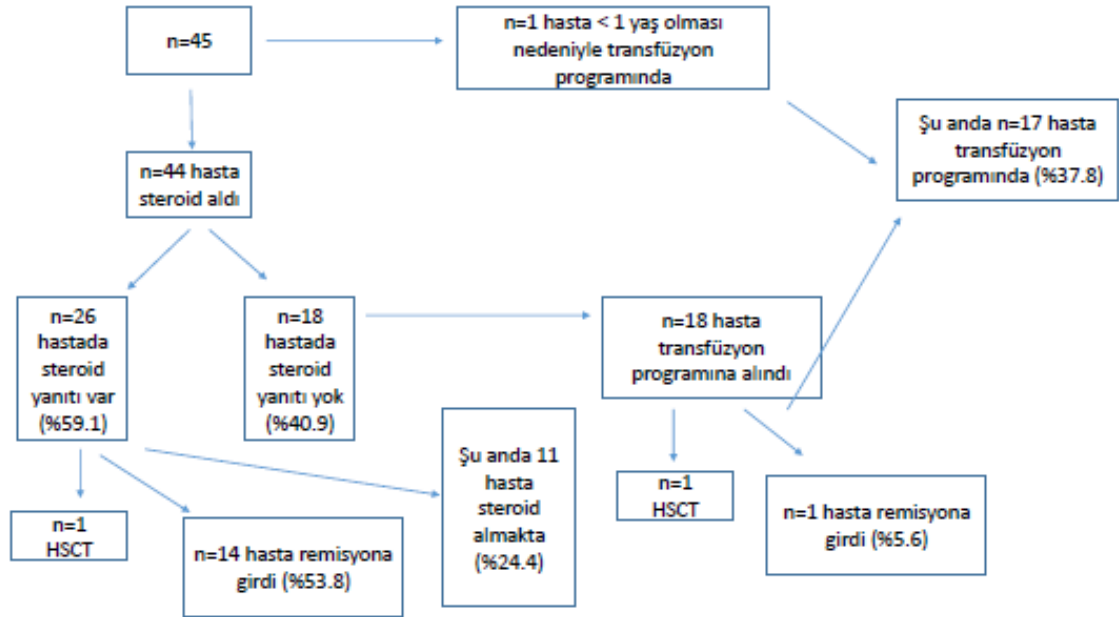 n=45
n=1 hasta < 1 yaş olması
nedeniyle transfüzyon
programında
Şu anda n=17 hasta
transfüzyon
programında (%37.8)
n=44 hasta
steroid aldı
n=26
hastada
steroid
yanıtı var
(%59.1)
n=18
hastada
steroid
yanıtı yok
(%40.9)
n=18 hasta
transfüzyon
programına alındı
Şu anda 11
hasta
steroid
almakta
(%24.4)
n=1
HSCT
n=14 hasta remisyona
girdi (%53.8)
n=1
HSCT
n=1 hasta remisyona
girdi (%5.6)